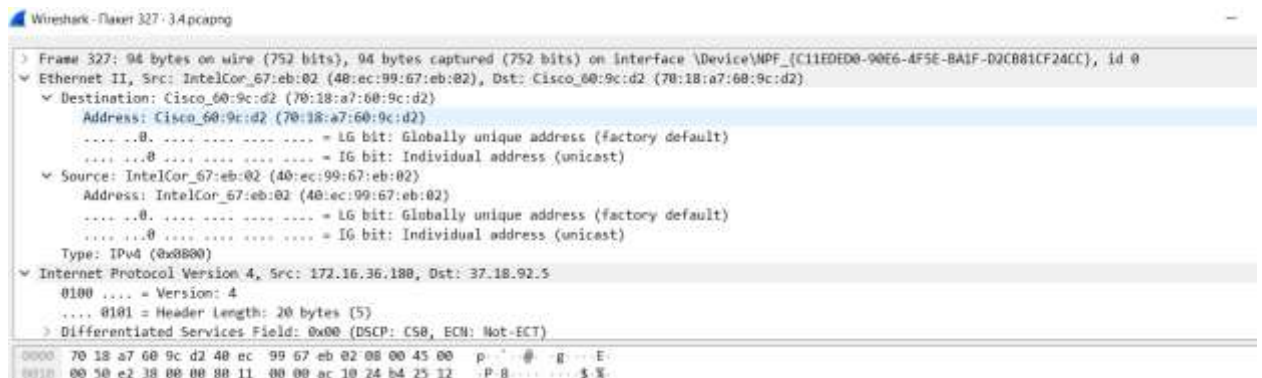 Wireshark - Пакет 327 - 3.4.pcapng
> Frame 327: 94 bytes on wire (752 bits), 94 bytes captured (752 bits) on interface \Device\NPF_{C11EDED0-90E6-4F5E-BA1F-D2CB81CF24CC}, id 0
Ethernet II, Src: IntelCor_67:eb:02 (40:ec:99:67:eb:02), Dst: Cisco_60:9c:d2 (70:18:a7:60:9c:d2)
Destination: Cisco_60:9c:d2 (70:18:a7:60:9c:d2)
Address: Cisco_60:9c:d2 (70:18:a7:60:9c:d2)
.... ..0. .... .... .... .... = LG bit: Globally unique address (factory default)
.... ...0 .... .... .... .... = IG bit: Individual address (unicast)
Source: IntelCor_67:eb:02 (40:ec:99:67:eb:02)
Address: IntelCor_67:eb:02 (40:ec:99:67:eb:02)
.... ..0. .... .... .... .... = LG bit: Globally unique address (factory default)
.... ...0 .... .... .... .... = IG bit: Individual address (unicast)
Type: IPv4 (0x0800)
Internet Protocol Version 4, Src: 172.16.36.180, Dst: 37.18.92.5
0100 .... = Version: 4
.... 0101 = Header Length: 20 bytes (5)
> Differentiated Services Field: 0x00 (DSCP: CS0, ECN: Not-ECT)
0000 70 18 a7 60 9c d2 40 ec 99 67 eb 02 08 00 45 00 p··`··@· ·g····E·
0010 00 50 e2 38 00 00 80 11 00 00 ac 10 24 b4 25 12 ·P·8···· ····$·%·